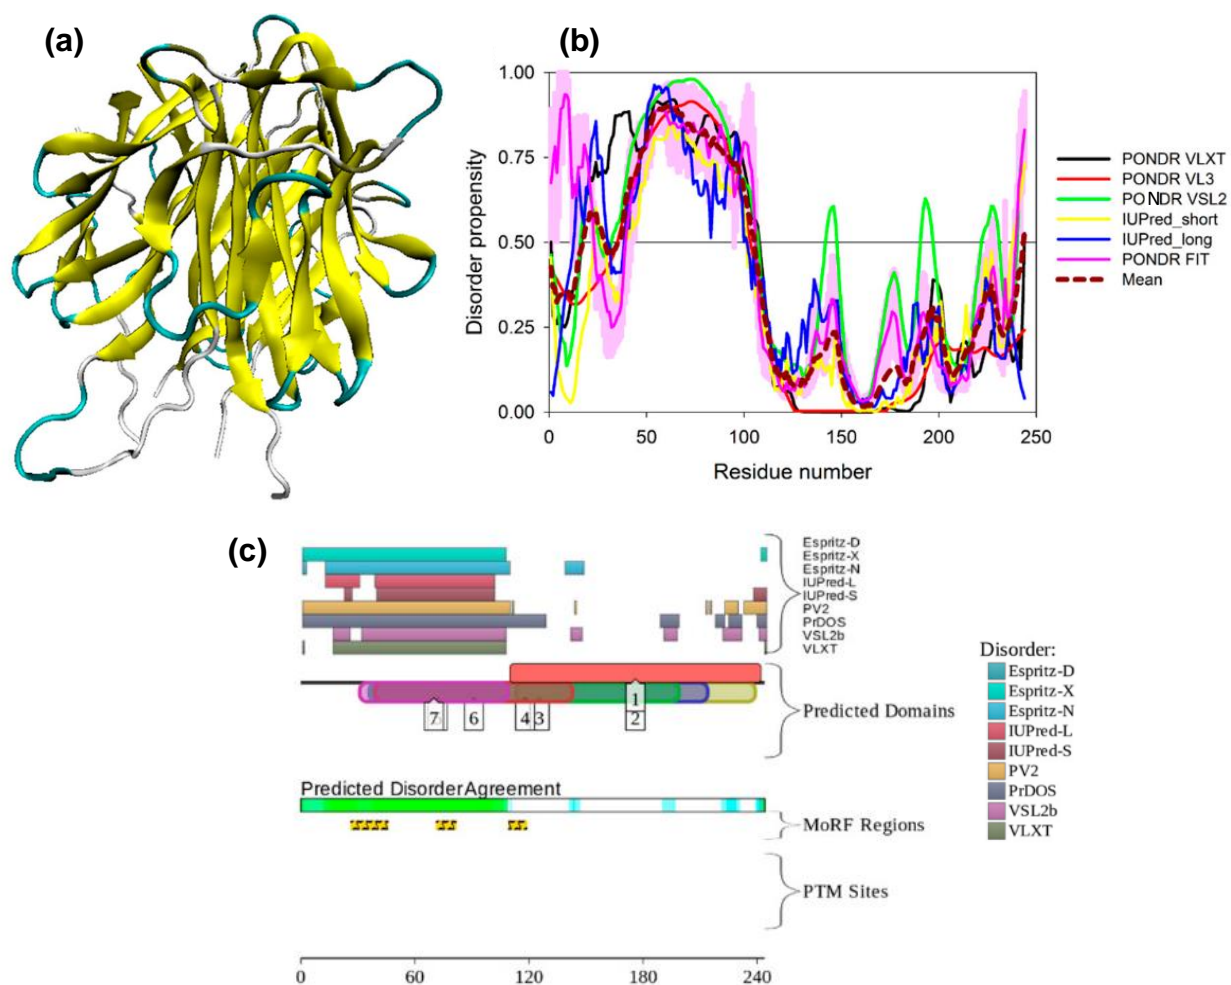 (a)
(b)
1.00
0.75
0.50
0.25
0.00
Disorder propensity
0 50 100 150 200 250
Residue number
PONDR VLXT
PONDR VL3
PONDR VSL2
IUPred_short
IUPred_long
PONDR FIT
Mean
(c)
Espritz-D
Espritz-X
Espritz-N
IUPred-L
IUPred-S
PV2
PrDOS
VSL2b
VLXT
1
7 6 4 3 2
Predicted Domains
Predicted Disorder Agreement
MoRF Regions
PTM Sites
0 60 120 180 240
Disorder:
Espritz-D
Espritz-X
Espritz-N
IUPred-L
IUPred-S
PV2
PrDOS
VSL2b
VLXT